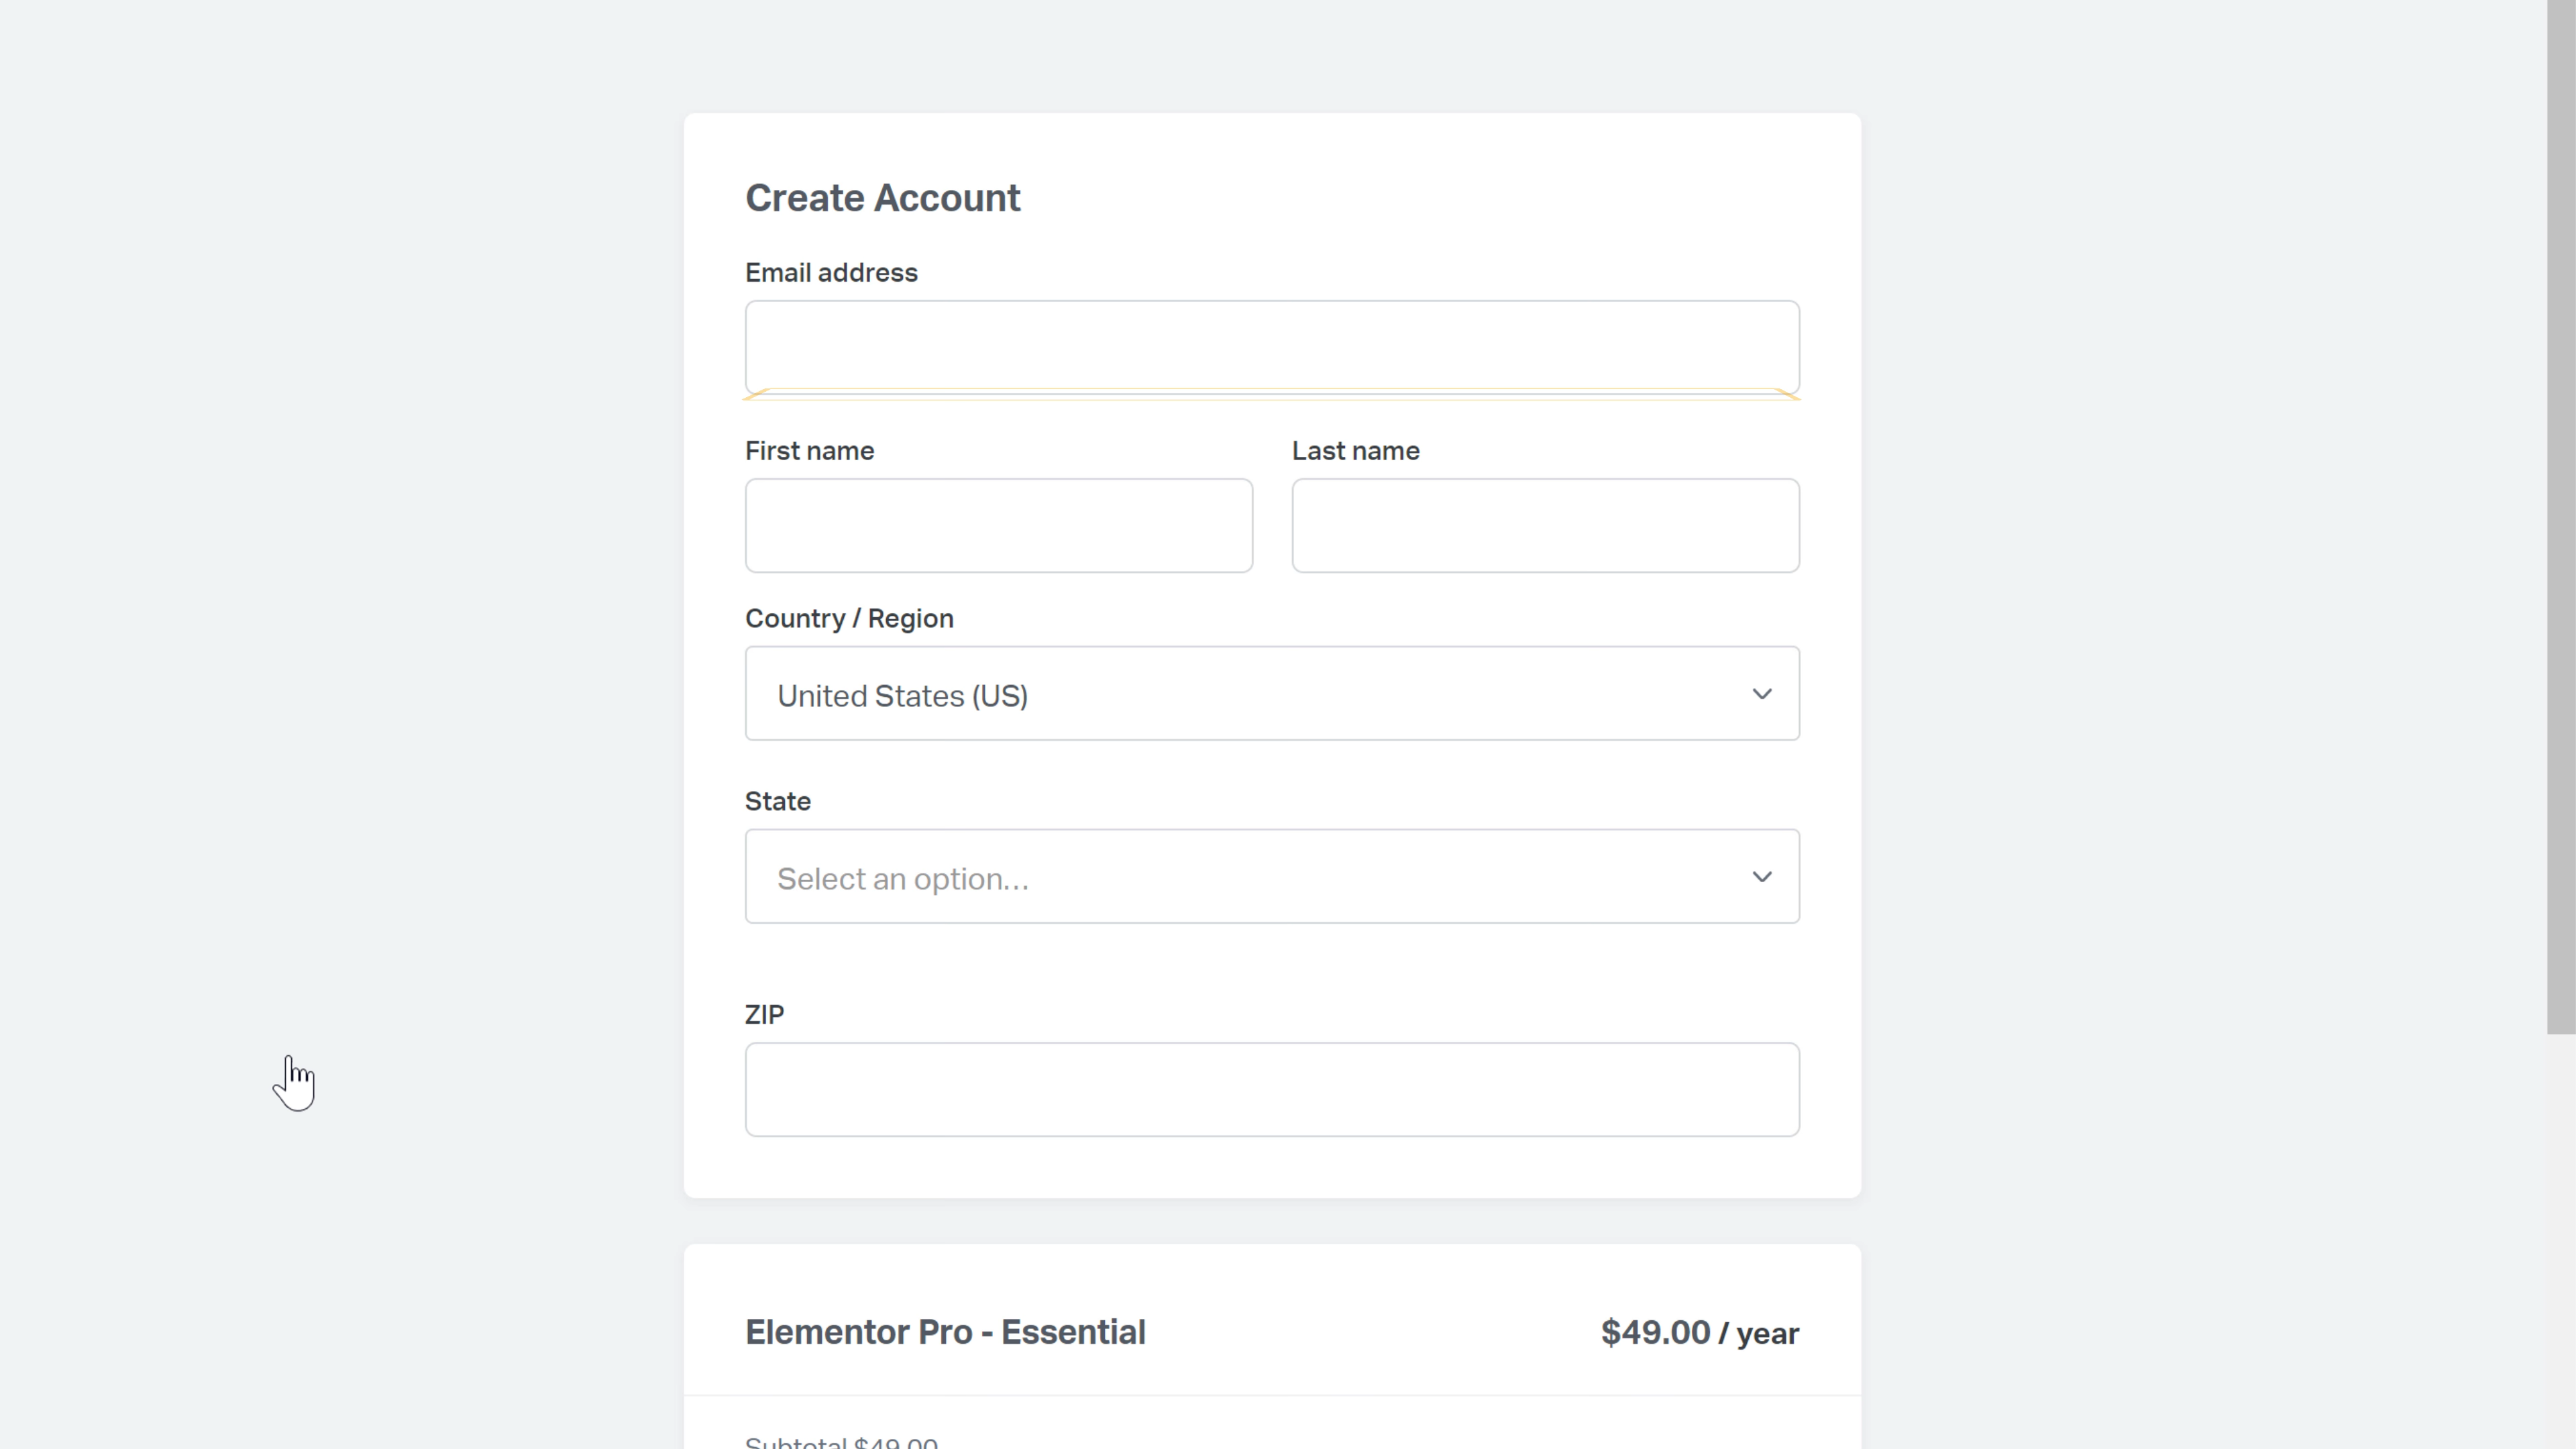 Create Account
Email address
First name Last name
Country / Region
United States (US)
State
Select an option...
ZIP
Elementor Pro - Essential $49.00 / year
Subtotal $49.00